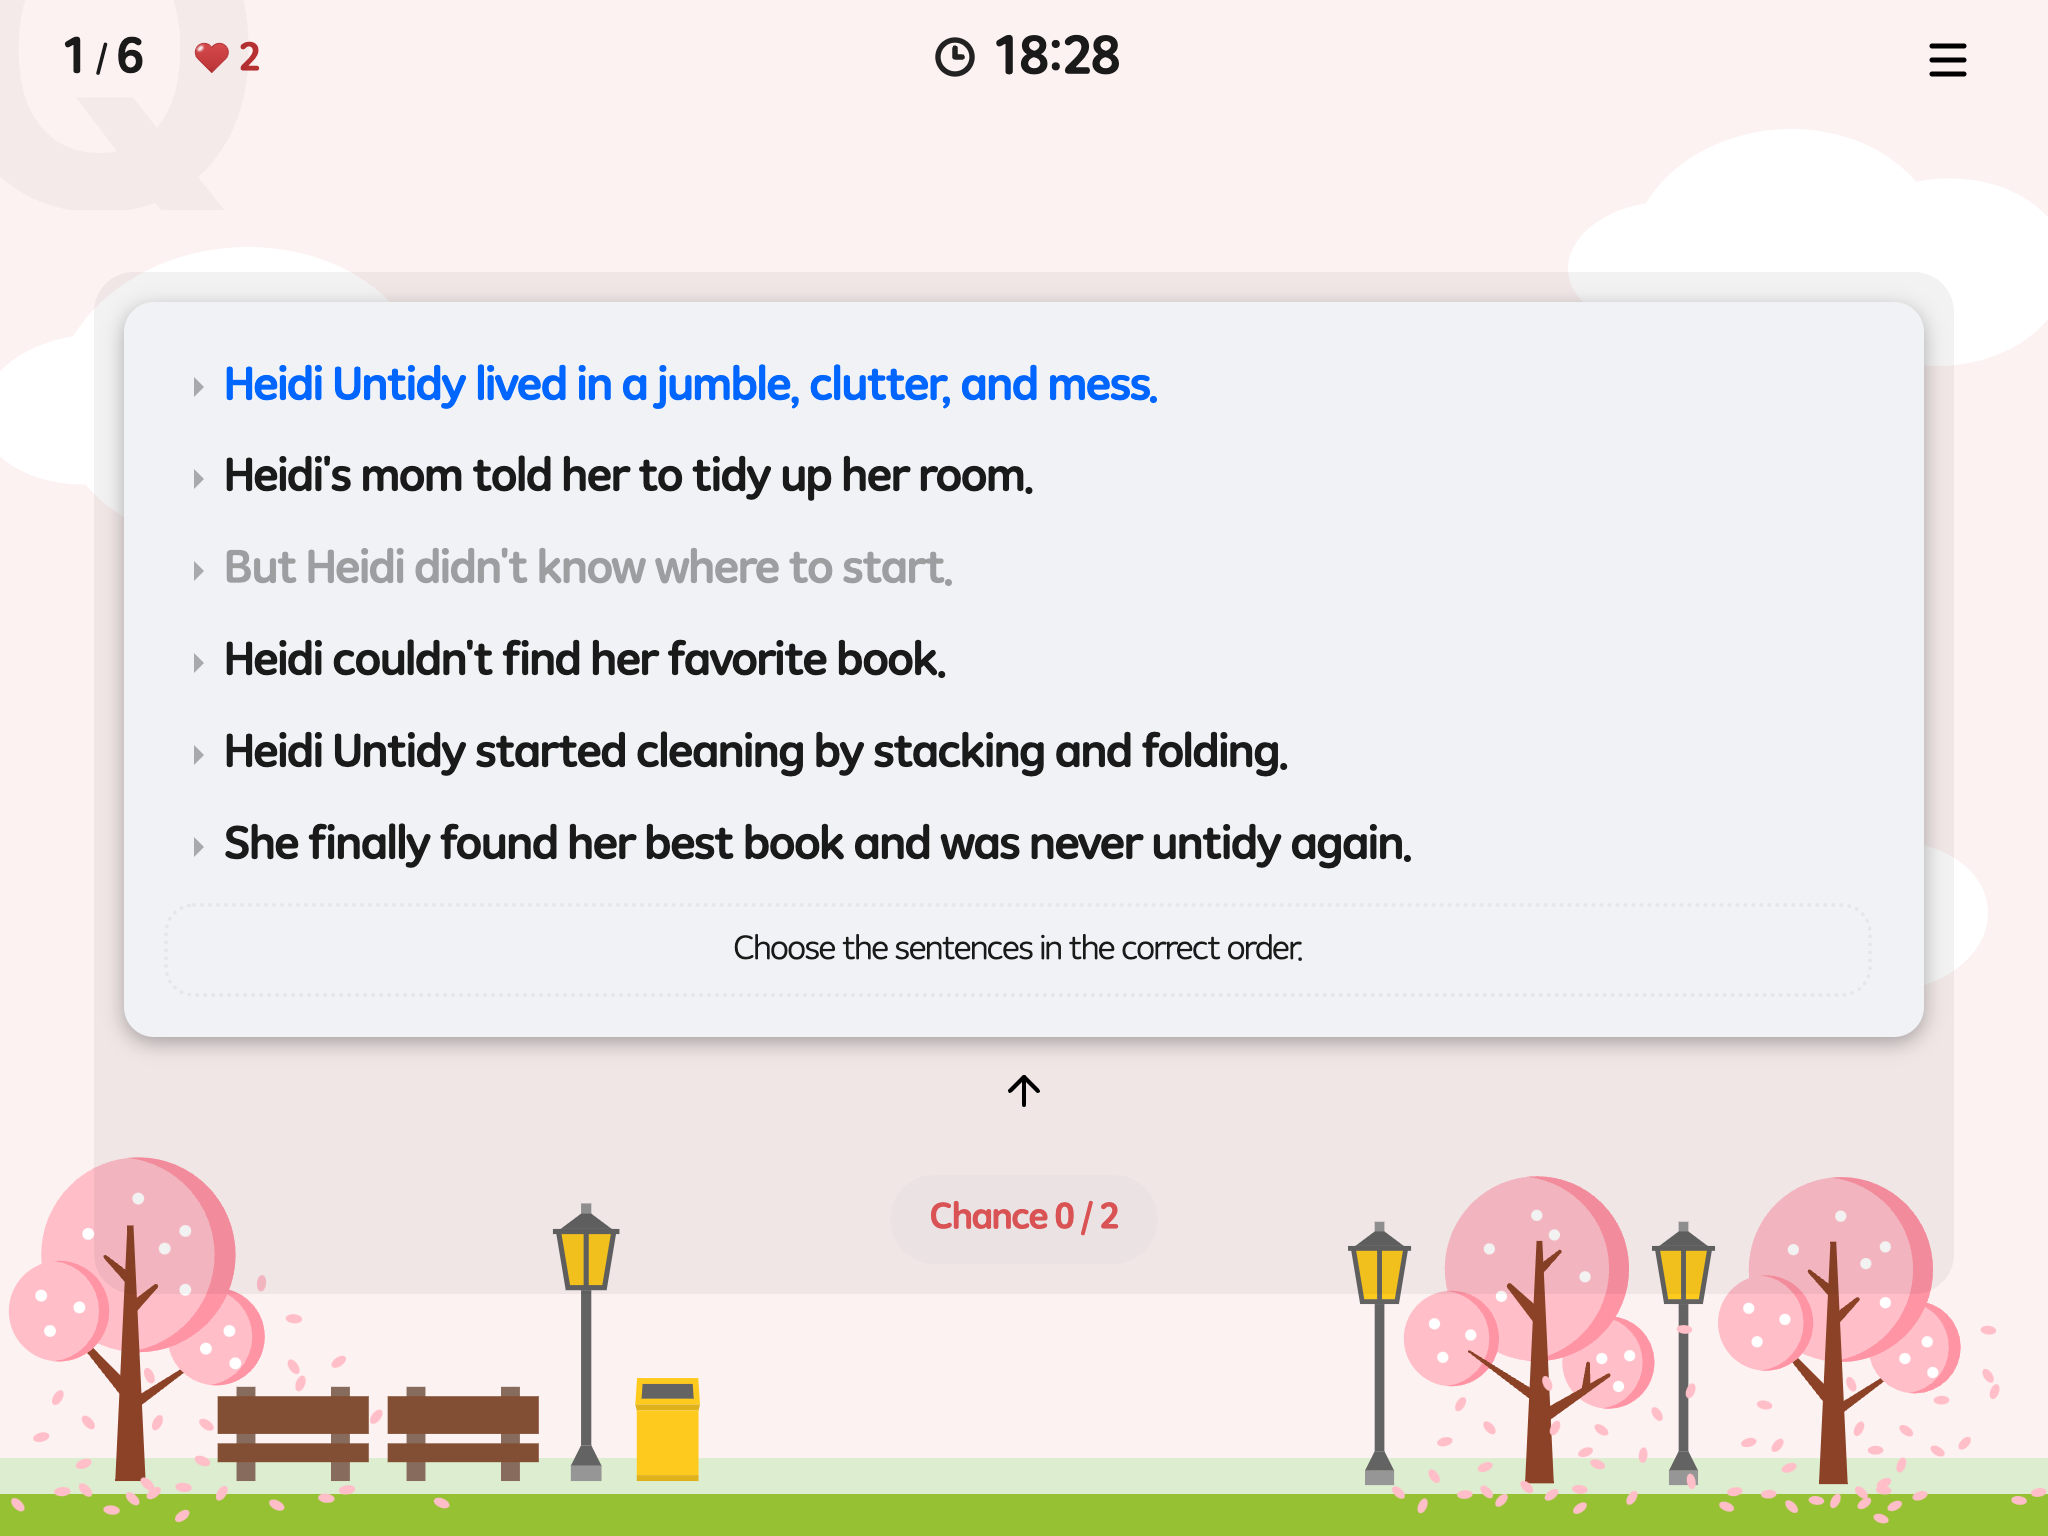 Q
1 / 6 2 18:28
Heidi Untidy lived in a jumble, clutter, and mess.
Heidi's mom told her to tidy up her room.
But Heidi didn't know where to start.
Heidi couldn't find her favorite book.
Heidi Untidy started cleaning by stacking and folding.
She finally found her best book and was never untidy again.
Choose the sentences in the correct order.
Chance 0 / 2